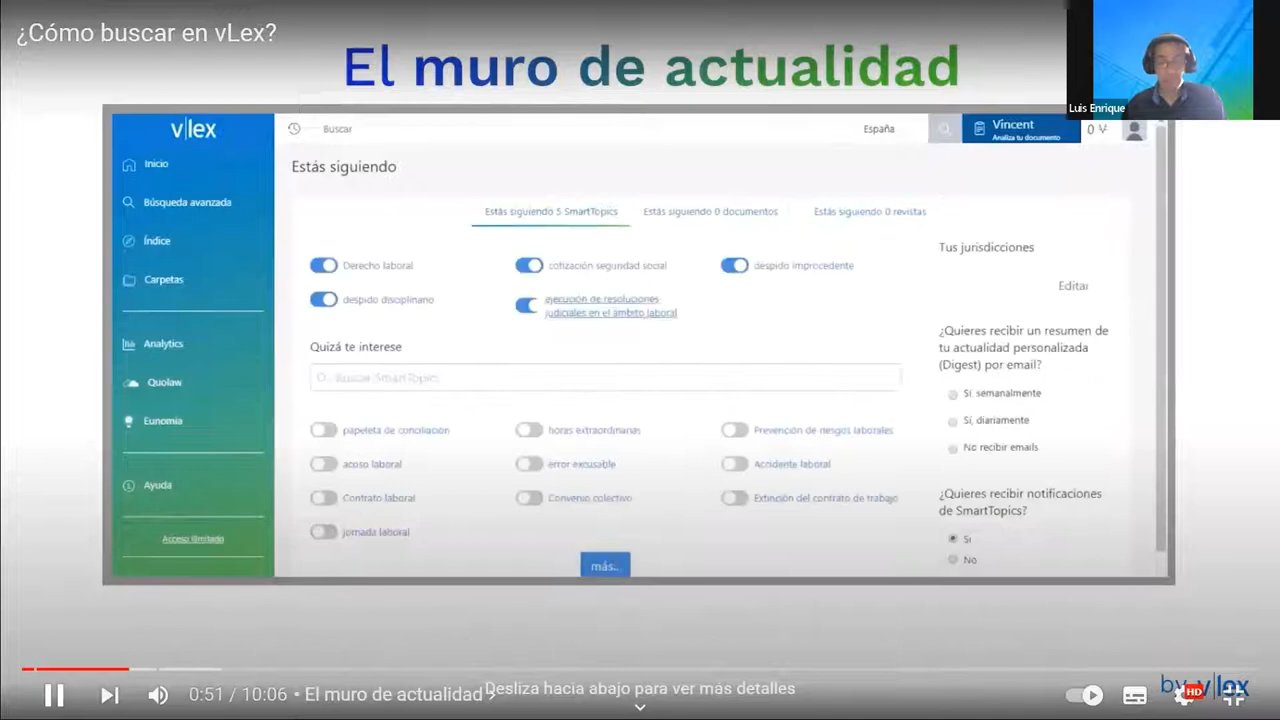 ¿Cómo buscar en vLex?
El muro de actualidad
Luis Enrique
v|lex
Buscar
España
Vincent
Analiza tu documento
0
Inicio
Búsqueda avanzada
Índice
Carpetas
Analytics
Quolaw
Eunomia
Ayuda
Acceso ilimitado
Estás siguiendo
Estás siguiendo 5 SmartTopics
Estás siguiendo 0 documentos
Estás siguiendo 0 revistas
Derecho laboral
cotización seguridad social
despido improcedente
despido disciplinario
ejecución de resoluciones
judiciales en el ámbito laboral
Quizá te interese
Buscar SmartTopics
papeleta de conciliación
horas extraordinarias
Prevención de riesgos laborales
acoso laboral
error excusable
Accidente laboral
Contrato laboral
Convenio colectivo
Extinción del contrato de trabajo
jornada laboral
más..
Tus jurisdicciones
Editar
¿Quieres recibir un resumen de
tu actualidad personalizada
(Digest) por email?
Sí, semanalmente
Sí, diariamente
No recibir emails
¿Quieres recibir notificaciones
de SmartTopics?
Si
No
0:51 / 10:06 • El muro de actualidad
Desliza hacia abajo para ver más detalles
by v|lex
HD